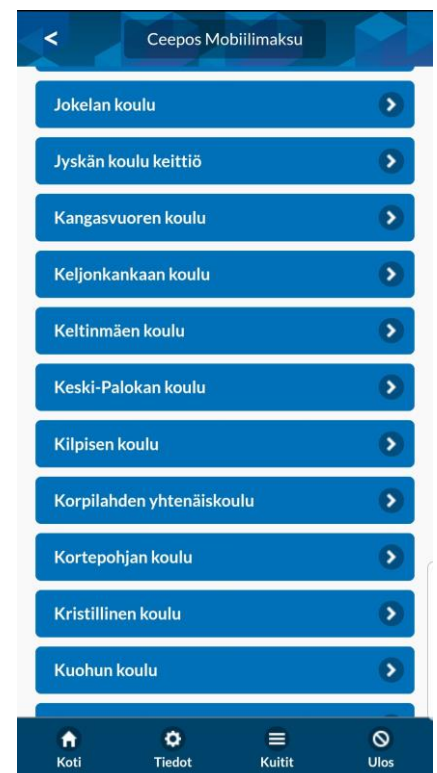 <
Ceepos Mobiilimaksu
Jokelan koulu
Jyskän koulu keittiö
Kangasvuoren koulu
Keljonkankaan koulu
Keltinmäen koulu
Keski-Palokan koulu
Kilpisen koulu
Korpilahden yhtenäiskoulu
Kortepohjan koulu
Kristillinen koulu
Kuohun koulu
Koti Tiedot Kuitit Ulos